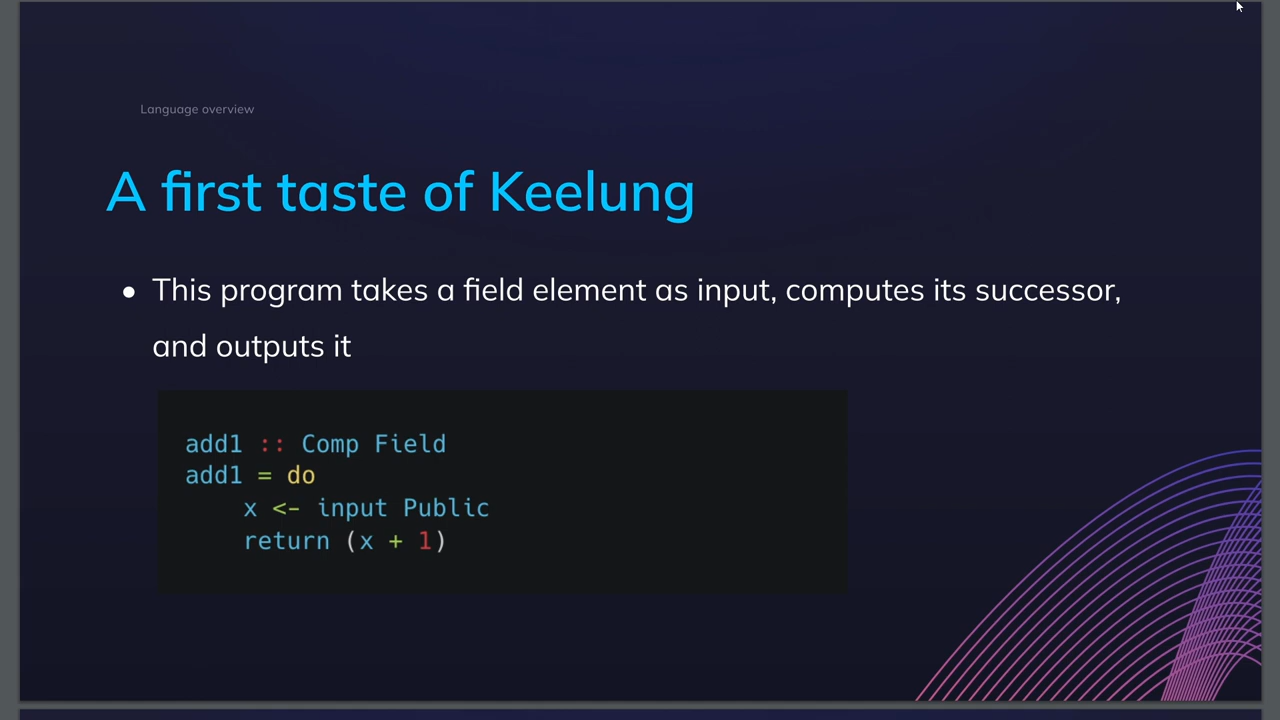 Language overview
A first taste of Keelung
• This program takes a field element as input, computes its successor,
and outputs it
add1 :: Comp Field
add1 = do
    x <- input Public
    return (x + 1)